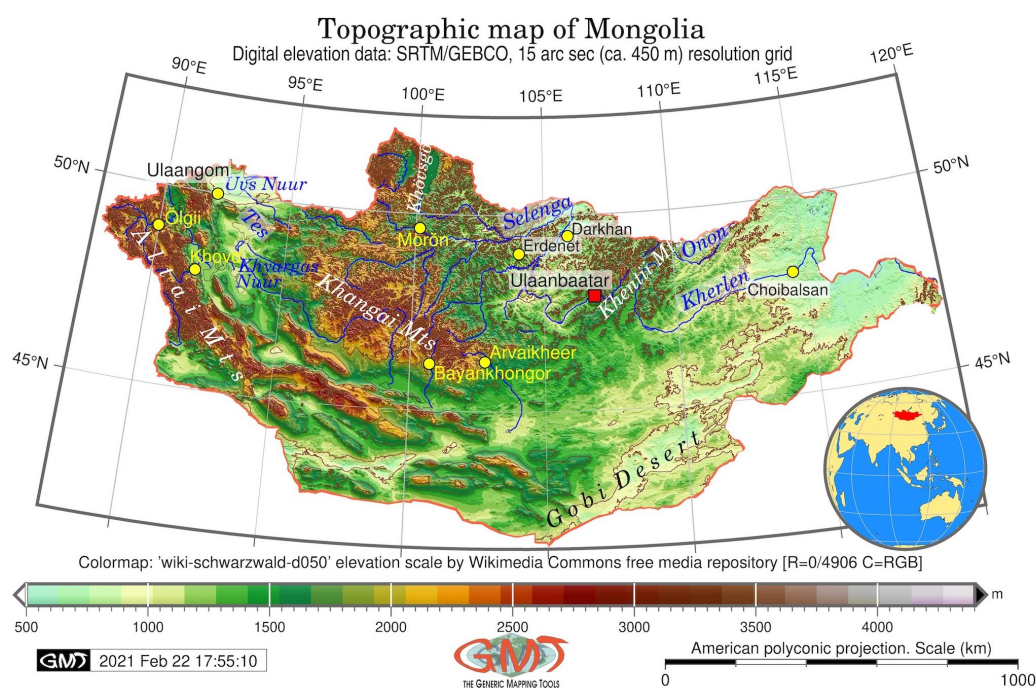 Topographic map of Mongolia
Digital elevation data: SRTM/GEBCO, 15 arc sec (ca. 450 m) resolution grid
90°E
95°E
100°E
105°E
110°E
115°E
120°E
50°N
50°N
45°N
45°N
Ulaangom
Uvs Nuur
Ölgii
Tes
Khovd
Khyargas
Nuur
Altai Mts
Khövsgöl
Mörön
Selenga
Darkhan
Erdenet
Ulaanbaatar
Khentii Mts
Onon
Kherlen
Choibalsan
Khangai Mts
Arvaikheer
Bayankhongor
Gobi Desert
Colormap: 'wiki-schwarzwald-d050' elevation scale by Wikimedia Commons free media repository [R=0/4906 C=RGB]
m
500 1000 1500 2000 2500 3000 3500 4000
GMT 2021 Feb 22 17:55:10
GMT
THE GENERIC MAPPING TOOLS
American polyconic projection. Scale (km)
0 1000